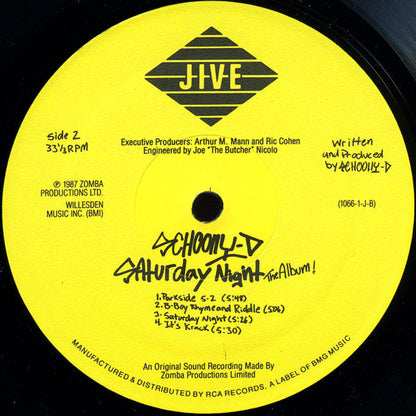 JIVE
Side 2
33⅓ RPM
Executive Producers: Arthur M. Mann and Ric Cohen
Engineered by Joe "The Butcher" Nicolo
Written
and Produced
by SCHOOLLY-D
℗ 1987 ZOMBA
PRODUCTIONS LTD.
WILLESDEN
MUSIC INC. (BMI)
(1066-1-J-B)
SCHOOLLY-D
Saturday Night - The Album!
1. Parkside 5-2 (5:48)
2. B-Boy Rhyme and Riddle (5:06)
3. Saturday Night (5:26)
4. It's Krack (5:30)
An Original Sound Recording Made By
Zomba Productions Limited
MANUFACTURED & DISTRIBUTED BY RCA RECORDS, A LABEL OF BMG MUSIC